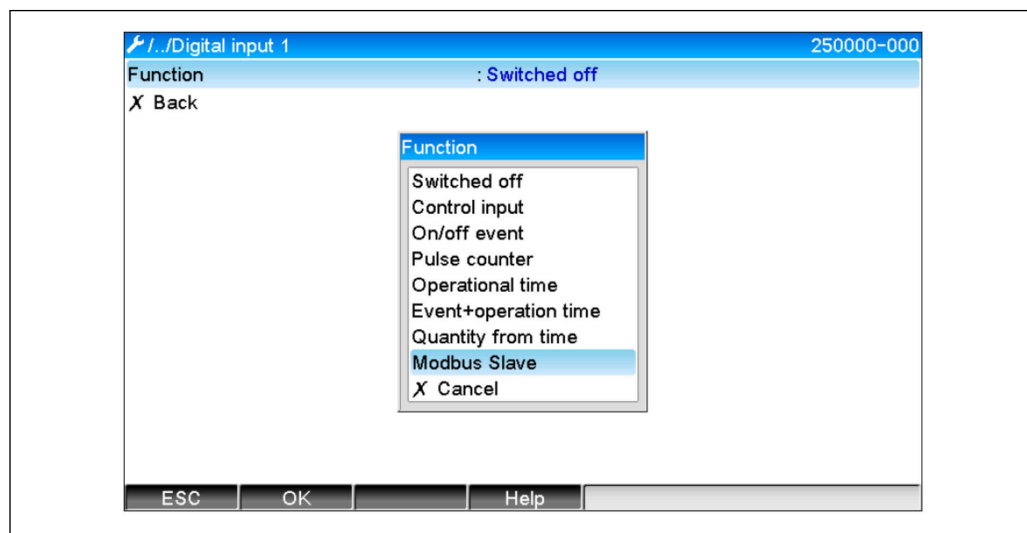 /../Digital input 1 250000-000
Function : Switched off
X Back
Function
Switched off
Control input
On/off event
Pulse counter
Operational time
Event+operation time
Quantity from time
Modbus Slave
X Cancel
ESC OK Help